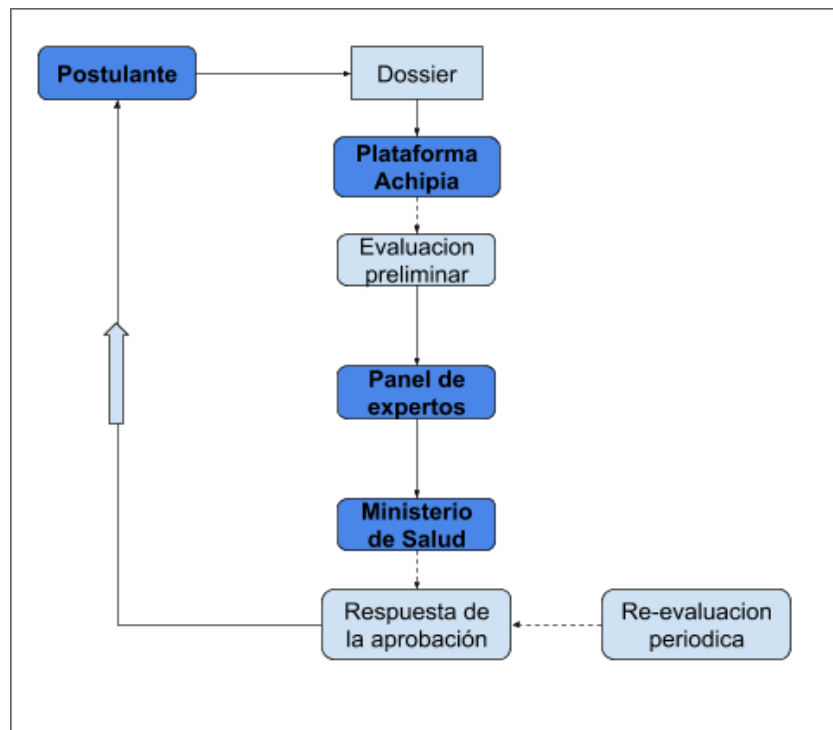 Postulante
Dossier
Plataforma
Achipia
Evaluacion
preliminar
Panel de
expertos
Ministerio
de Salud
Respuesta de
la aprobación
Re-evaluacion
periodica